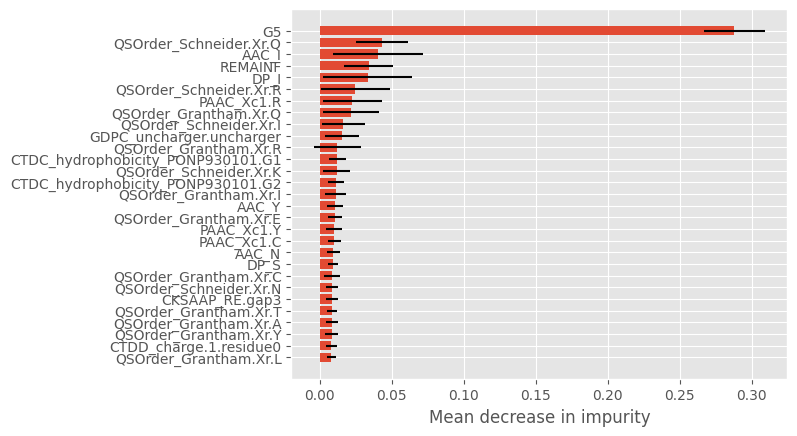 G5
QSOrder_Schneider.Xr.Q
AAC_I
REMAINF
DP_I
QSOrder_Schneider.Xr.R
PAAC_Xc1.R
QSOrder_Grantham.Xr.Q
QSOrder_Schneider.Xr.I
GDPC_uncharger.uncharger
QSOrder_Grantham.Xr.R
CTDC_hydrophobicity_PONP930101.G1
QSOrder_Schneider.Xr.K
CTDC_hydrophobicity_PONP930101.G2
QSOrder_Grantham.Xr.I
AAC_Y
QSOrder_Grantham.Xr.E
PAAC_Xc1.Y
PAAC_Xc1.C
AAC_N
DP_S
QSOrder_Grantham.Xr.C
QSOrder_Schneider.Xr.N
CKSAAP_RE.gap3
QSOrder_Grantham.Xr.T
QSOrder_Grantham.Xr.A
QSOrder_Grantham.Xr.Y
CTDD_charge.1.residue0
QSOrder_Grantham.Xr.L
0.00 0.05 0.10 0.15 0.20 0.25 0.30
Mean decrease in impurity